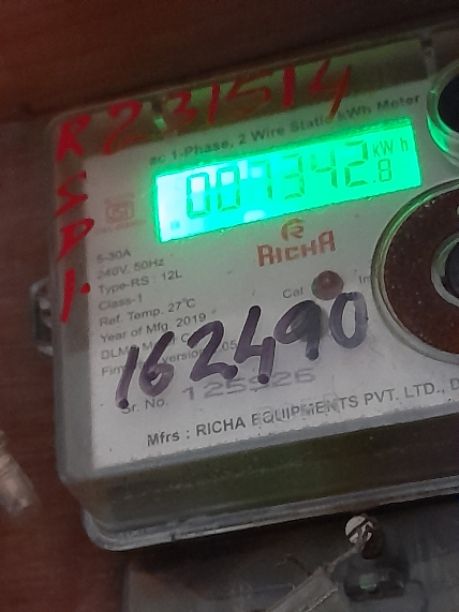 R231514
SDI
ac 1-Phase, 2 Wire Static kWh Meter
007342.8 kWh
RICHA
5-30A
240V, 50Hz
Type-RS : 12L
Class-1
Ref. Temp. 27°C
Year of Mfg. 2019
Cal
162490
Sr. No. 125926
Mfrs : RICHA EQUIPMENTS PVT. LTD.,